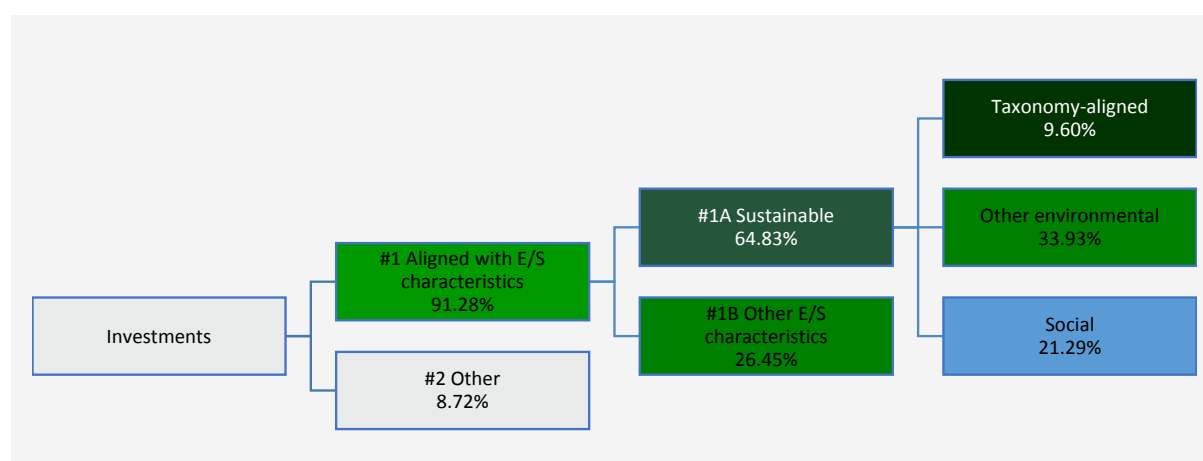 Investments
#1 Aligned with E/S
characteristics
91.28%
#2 Other
8.72%
#1A Sustainable
64.83%
#1B Other E/S
characteristics
26.45%
Taxonomy-aligned
9.60%
Other environmental
33.93%
Social
21.29%